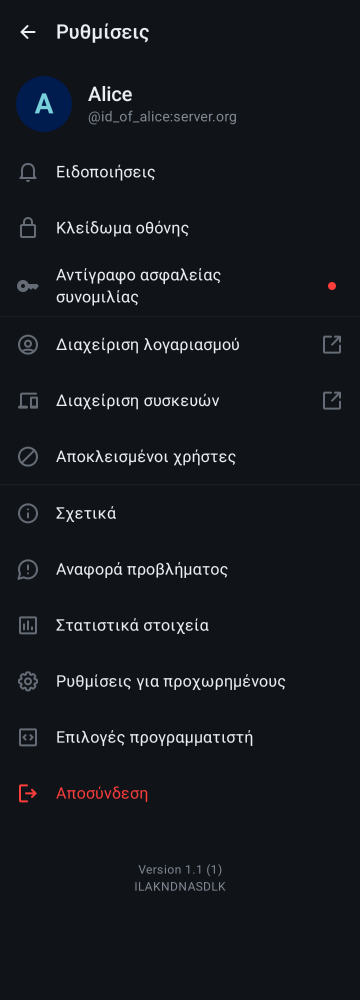 Ρυθμίσεις
A
Alice
@id_of_alice:server.org
Ειδοποιήσεις
Κλείδωμα οθόνης
Αντίγραφο ασφαλείας
συνομιλίας
Διαχείριση λογαριασμού
Διαχείριση συσκευών
Αποκλεισμένοι χρήστες
Σχετικά
Αναφορά προβλήματος
Στατιστικά στοιχεία
Ρυθμίσεις για προχωρημένους
Επιλογές προγραμματιστή
Αποσύνδεση
Version 1.1 (1)
ILAKNDNASDLK